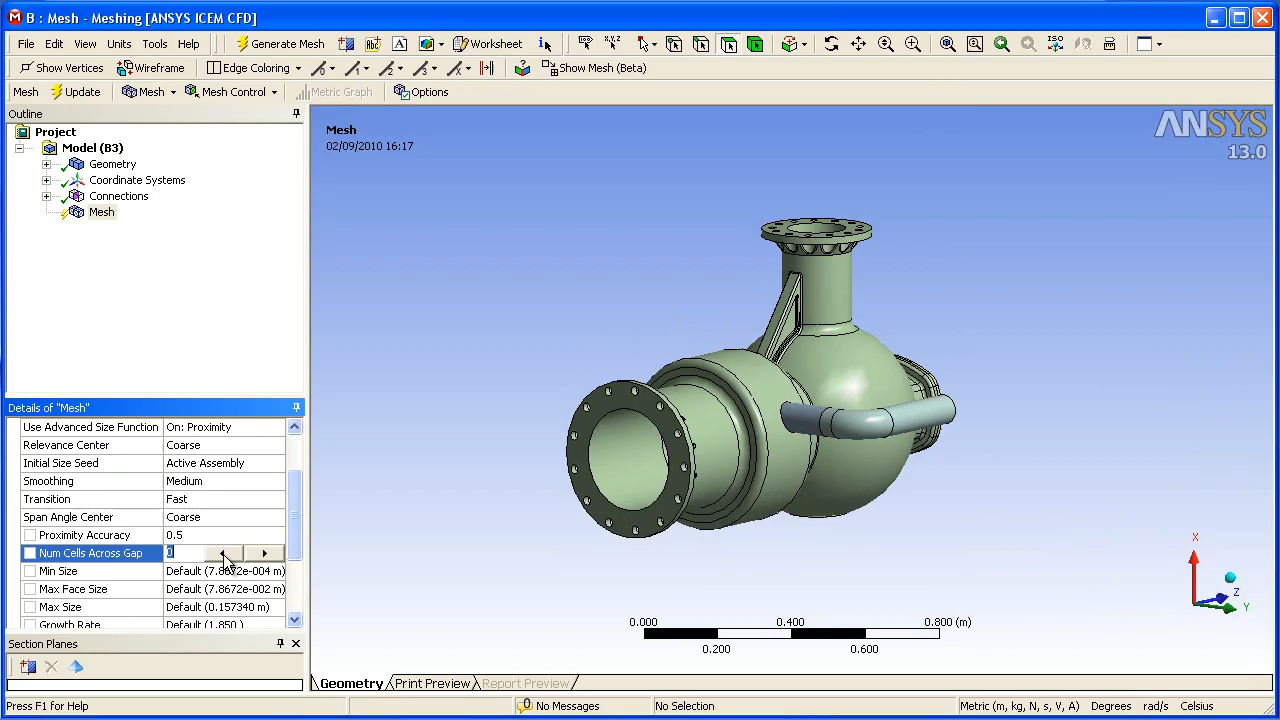 B : Mesh - Meshing [ANSYS ICEM CFD]
File Edit View Units Tools Help Generate Mesh Worksheet
Show Vertices Wireframe Edge Coloring Show Mesh (Beta)
Mesh Update Mesh Mesh Control Metric Graph Options
Outline
Project
Model (B3)
Geometry
Coordinate Systems
Connections
Mesh
Details of "Mesh"
Use Advanced Size Function On: Proximity
Relevance Center Coarse
Initial Size Seed Active Assembly
Smoothing Medium
Transition Fast
Span Angle Center Coarse
Proximity Accuracy 0.5
Num Cells Across Gap 0
Min Size Default (7.8672e-004 m)
Max Face Size Default (7.8672e-002 m)
Max Size Default (0.157340 m)
Growth Rate Default (1.850 )
Section Planes
Mesh
02/09/2010 16:17
ANSYS
13.0
X
Z
Y
0.000 0.400 0.800 (m)
0.200 0.600
Geometry Print Preview Report Preview
Press F1 for Help 0 No Messages No Selection Metric (m, kg, N, s, V, A) Degrees rad/s Celsius